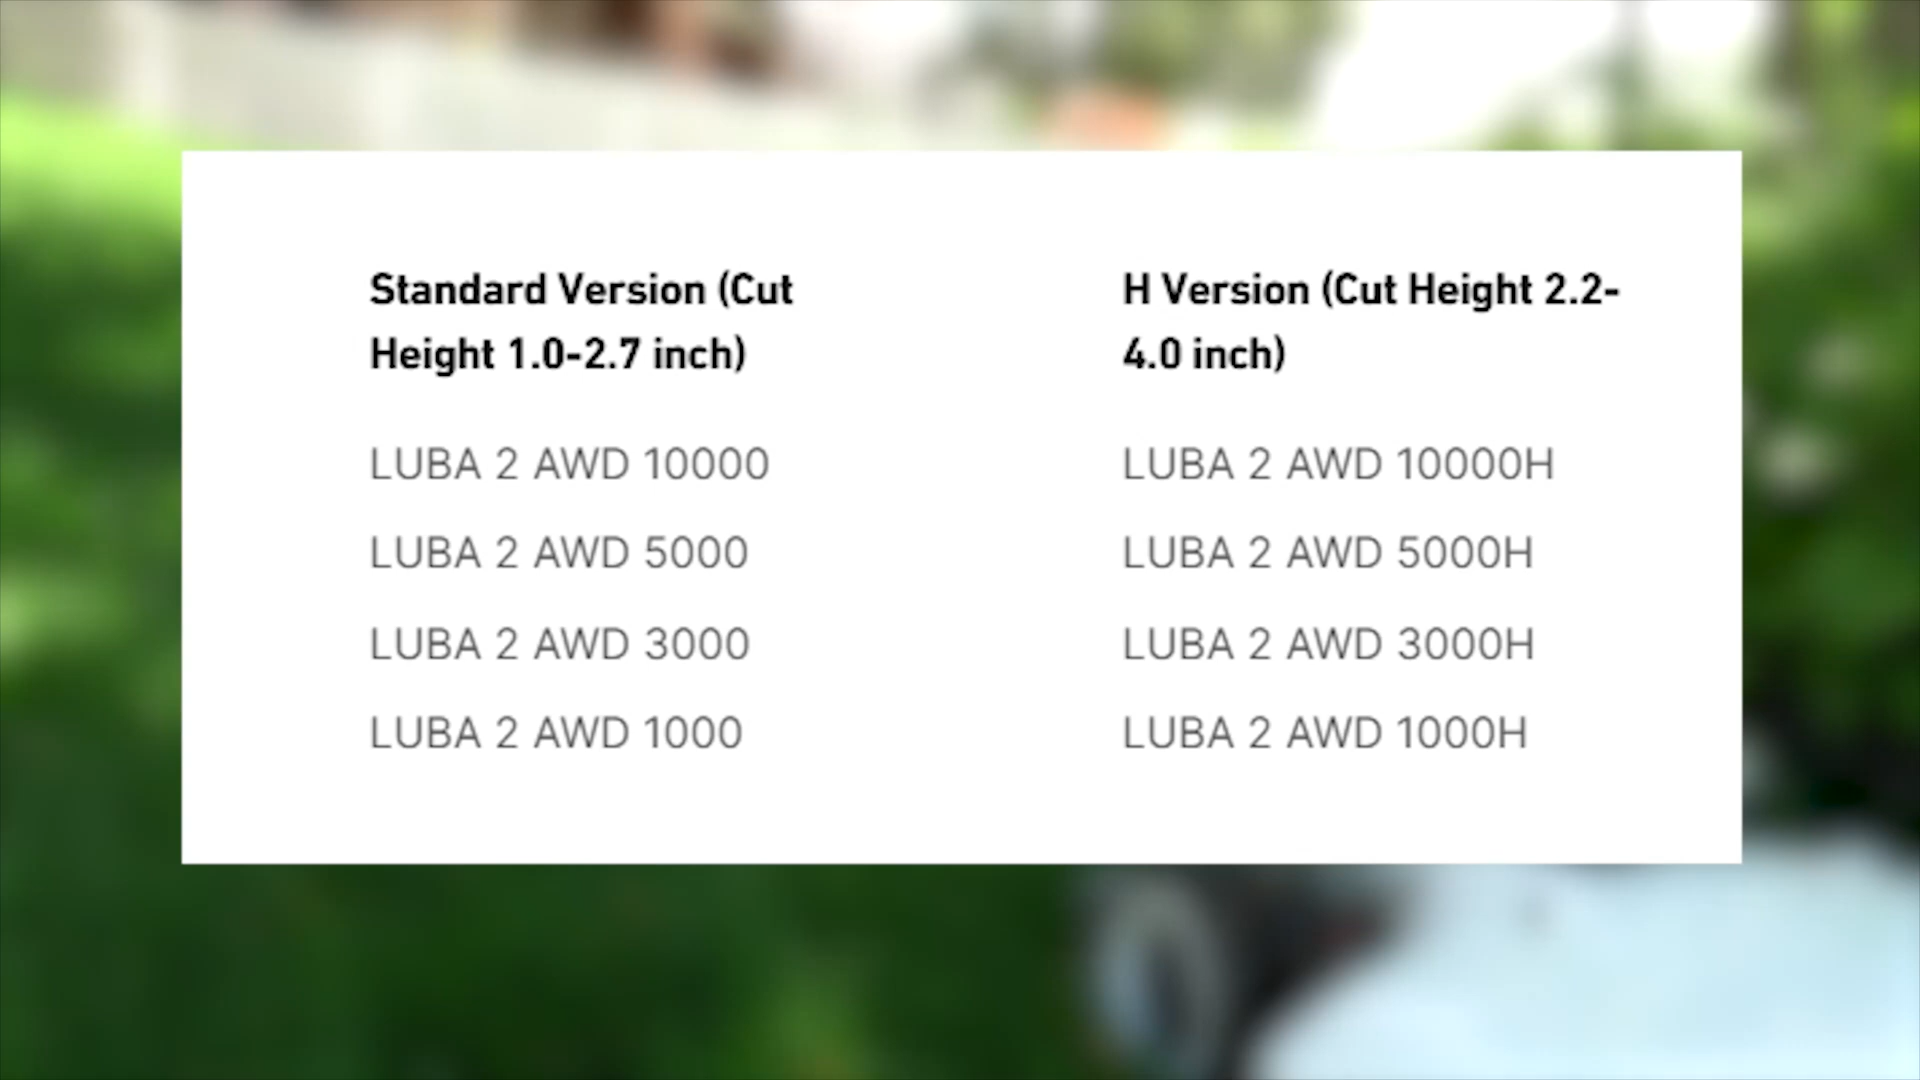 Standard Version (Cut
Height 1.0-2.7 inch)
LUBA 2 AWD 10000
LUBA 2 AWD 5000
LUBA 2 AWD 3000
LUBA 2 AWD 1000
H Version (Cut Height 2.2-
4.0 inch)
LUBA 2 AWD 10000H
LUBA 2 AWD 5000H
LUBA 2 AWD 3000H
LUBA 2 AWD 1000H